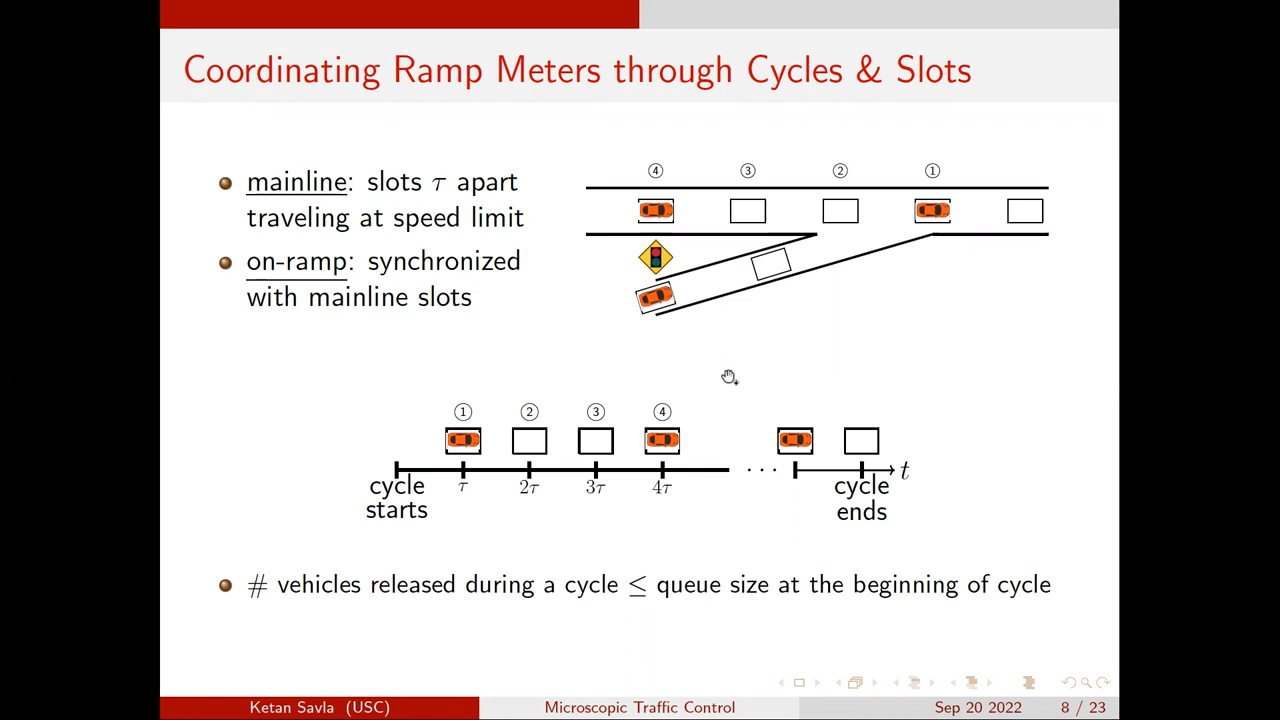 Coordinating Ramp Meters through Cycles & Slots
mainline: slots τ apart
traveling at speed limit
on-ramp: synchronized
with mainline slots
④ ③ ② ①
① ② ③ ④
τ 2τ 3τ 4τ ··· t
cycle
starts
cycle
ends
# vehicles released during a cycle ≤ queue size at the beginning of cycle
Ketan Savla (USC) Microscopic Traffic Control Sep 20 2022 8 / 23